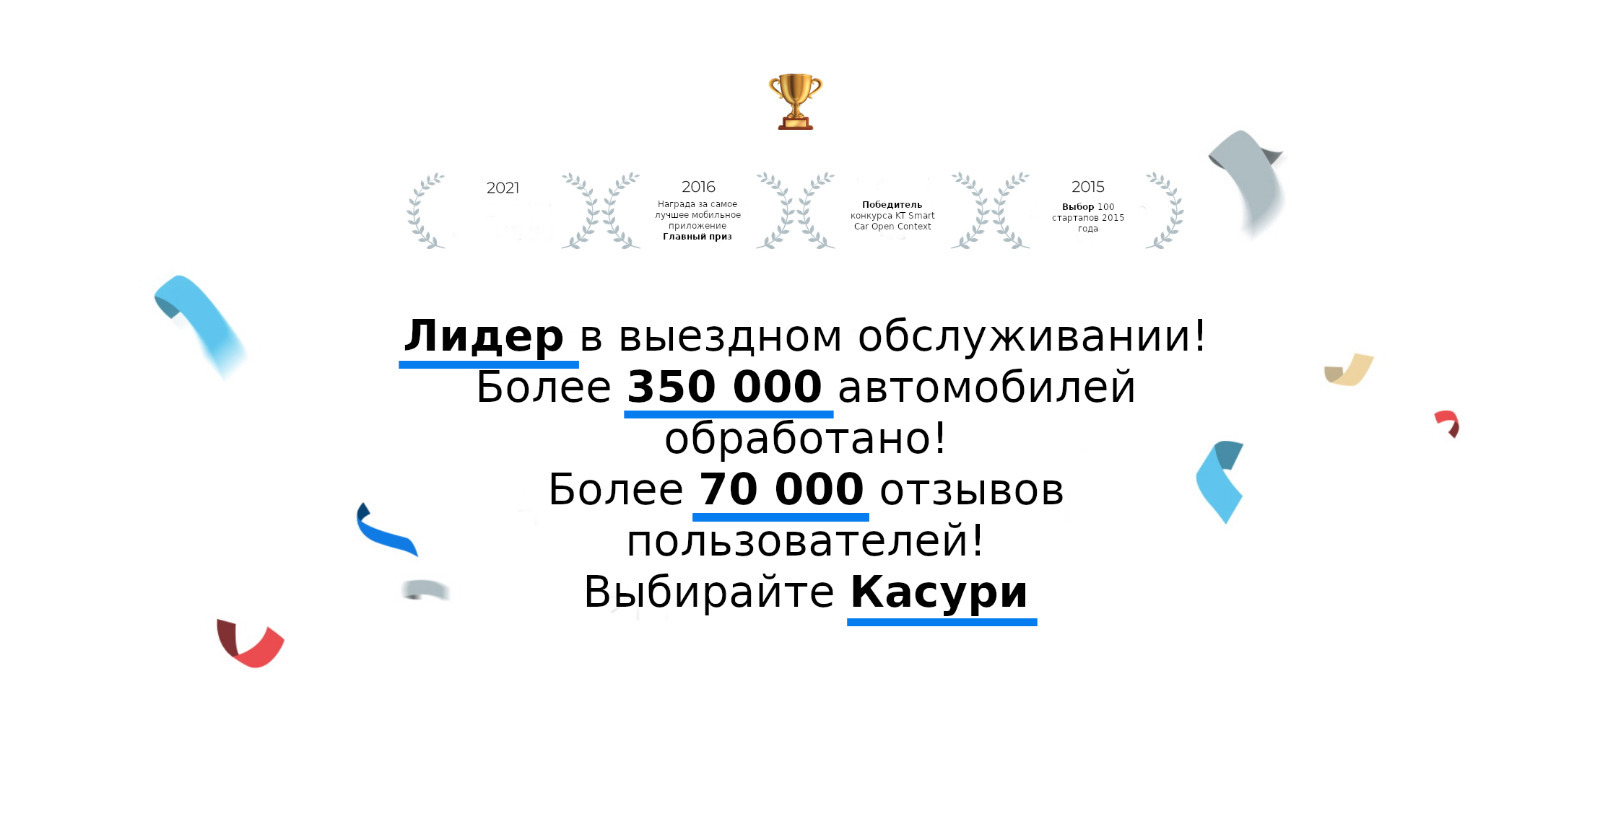 2021
2016
Награда за самое
лучшее мобильное
приложение
Главный приз
Победитель
конкурса KT Smart
Car Open Context
2015
Выбор 100
стартапов 2015
года
Лидер в выездном обслуживании!
Более 350 000 автомобилей
обработано!
Более 70 000 отзывов
пользователей!
Выбирайте Касури